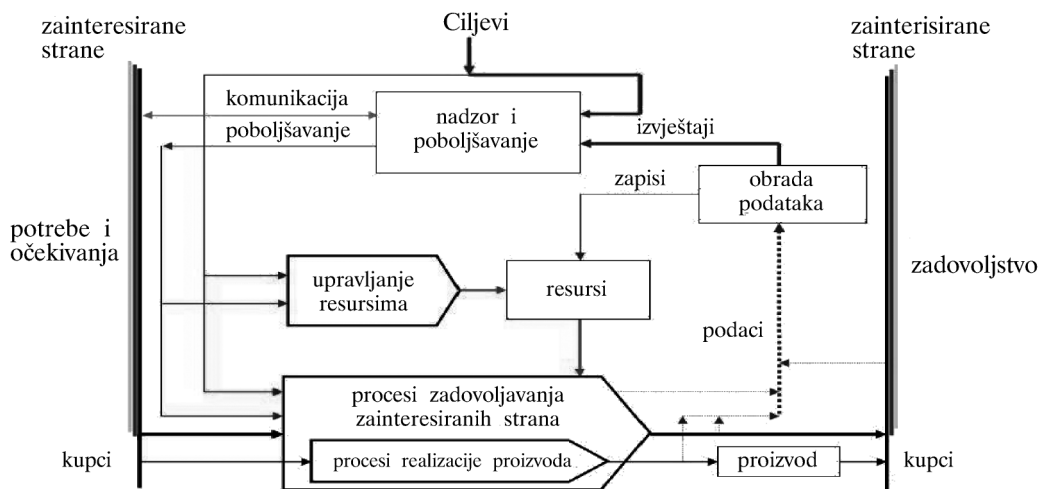 zainteresirane
strane
Ciljevi
zainterisirane
strane
komunikacija
poboljšavanje
nadzor i
poboljšavanje
izvještaji
zapisi
obrada
podataka
potrebe i
očekivanja
upravljanje
resursima
resursi
zadovoljstvo
podaci
procesi zadovoljavanja
zainteresiranih strana
kupci
procesi realizacije proizvoda
proizvod
kupci